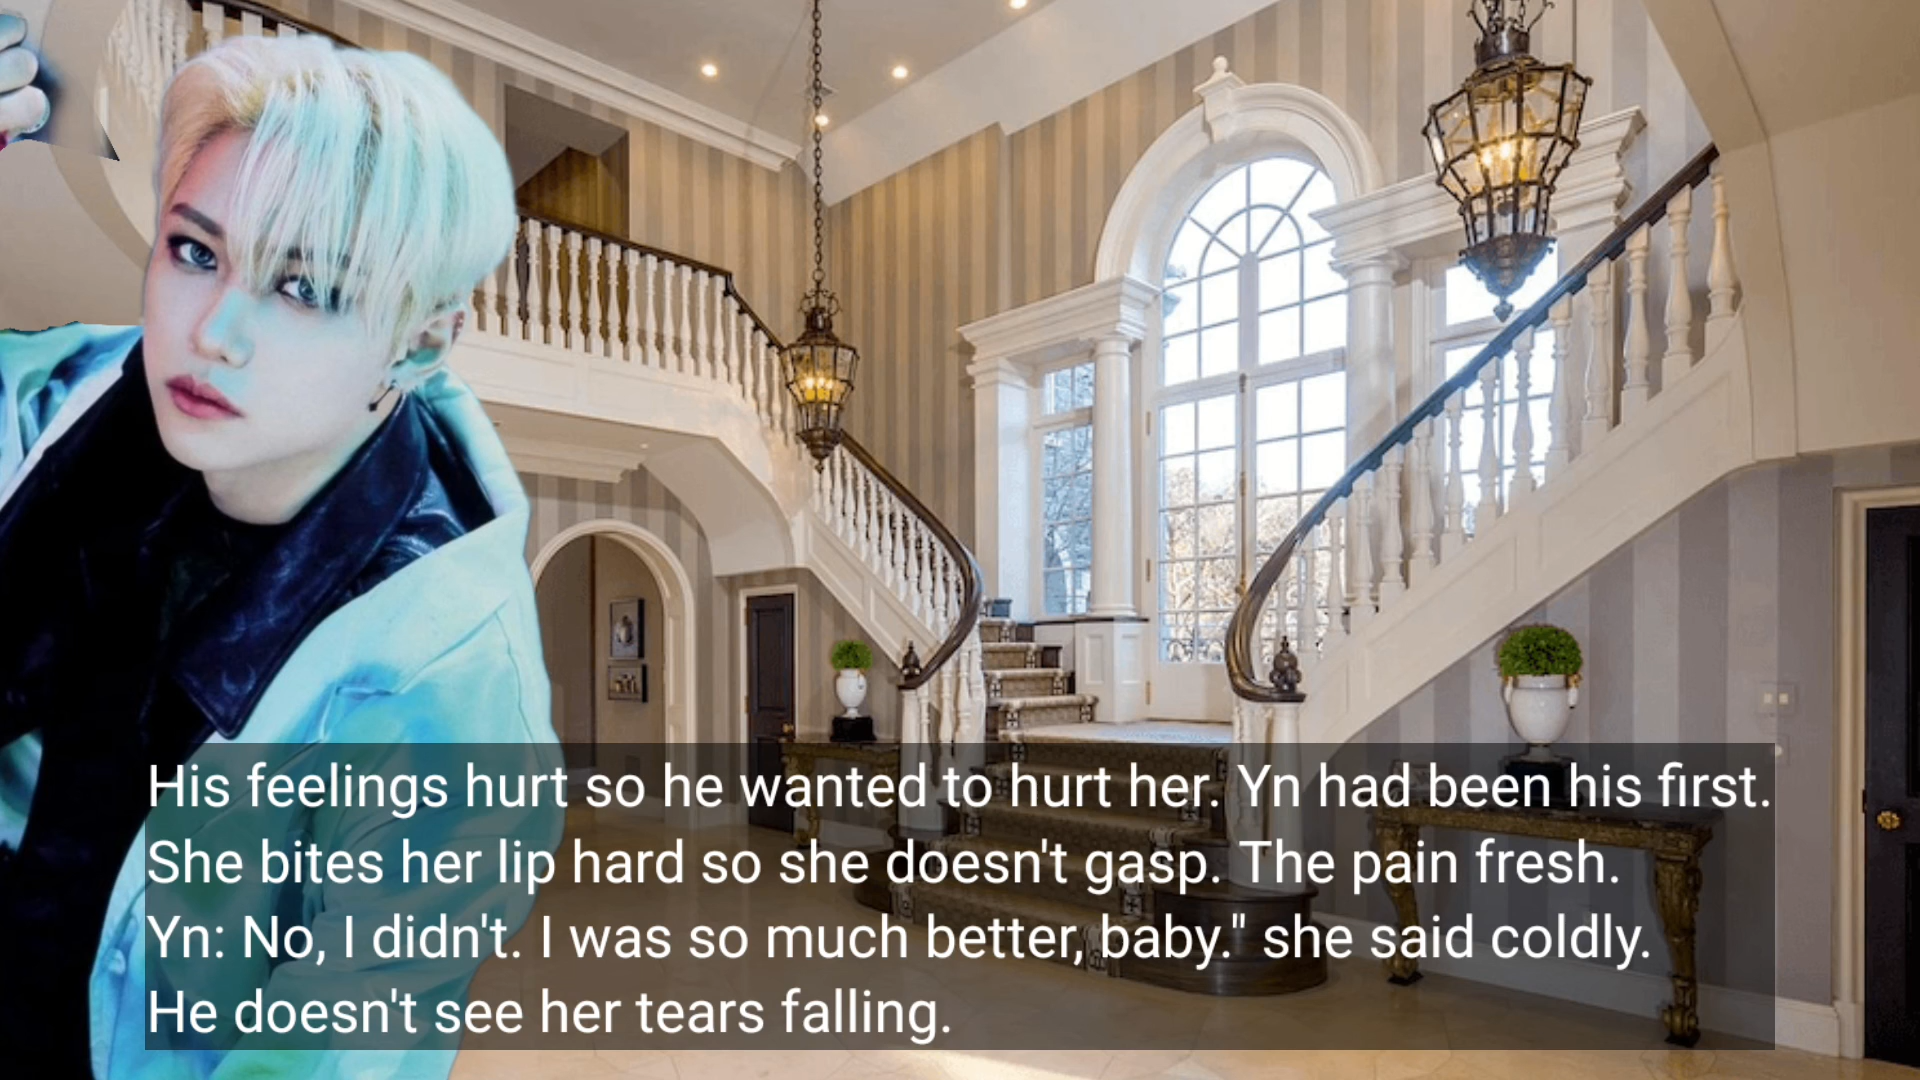 His feelings hurt so he wanted to hurt her. Yn had been his first.
She bites her lip hard so she doesn't gasp. The pain fresh.
Yn: No, I didn't. I was so much better, baby." she said coldly.
He doesn't see her tears falling.